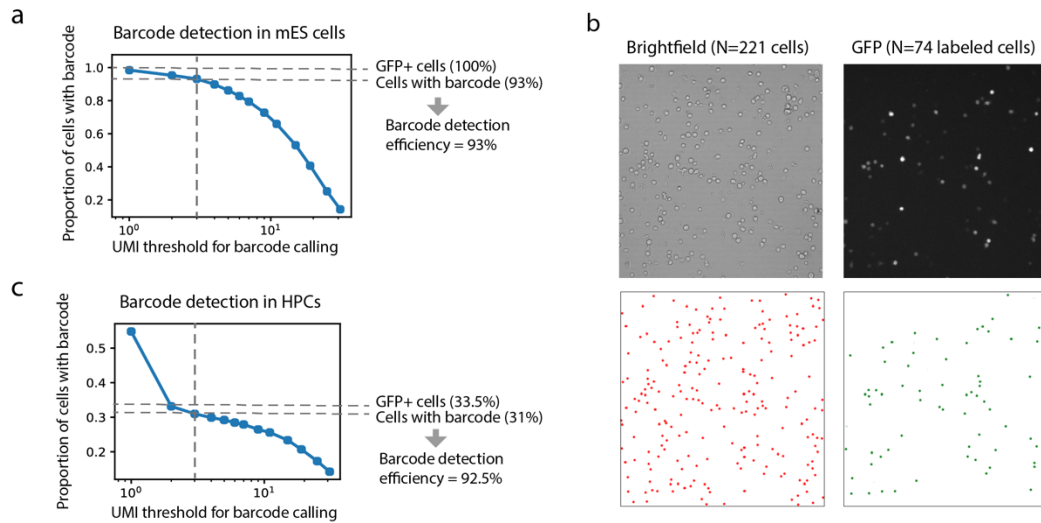 a
Barcode detection in mES cells
Proportion of cells with barcode
1.0
0.8
0.6
0.4
0.2
10⁰
10¹
UMI threshold for barcode calling
GFP+ cells (100%)
Cells with barcode (93%)
Barcode detection
efficiency = 93%
b
Brightfield (N=221 cells)
GFP (N=74 labeled cells)
c
Barcode detection in HPCs
Proportion of cells with barcode
0.5
0.4
0.3
0.2
10⁰
10¹
UMI threshold for barcode calling
GFP+ cells (33.5%)
Cells with barcode (31%)
Barcode detection
efficiency = 92.5%